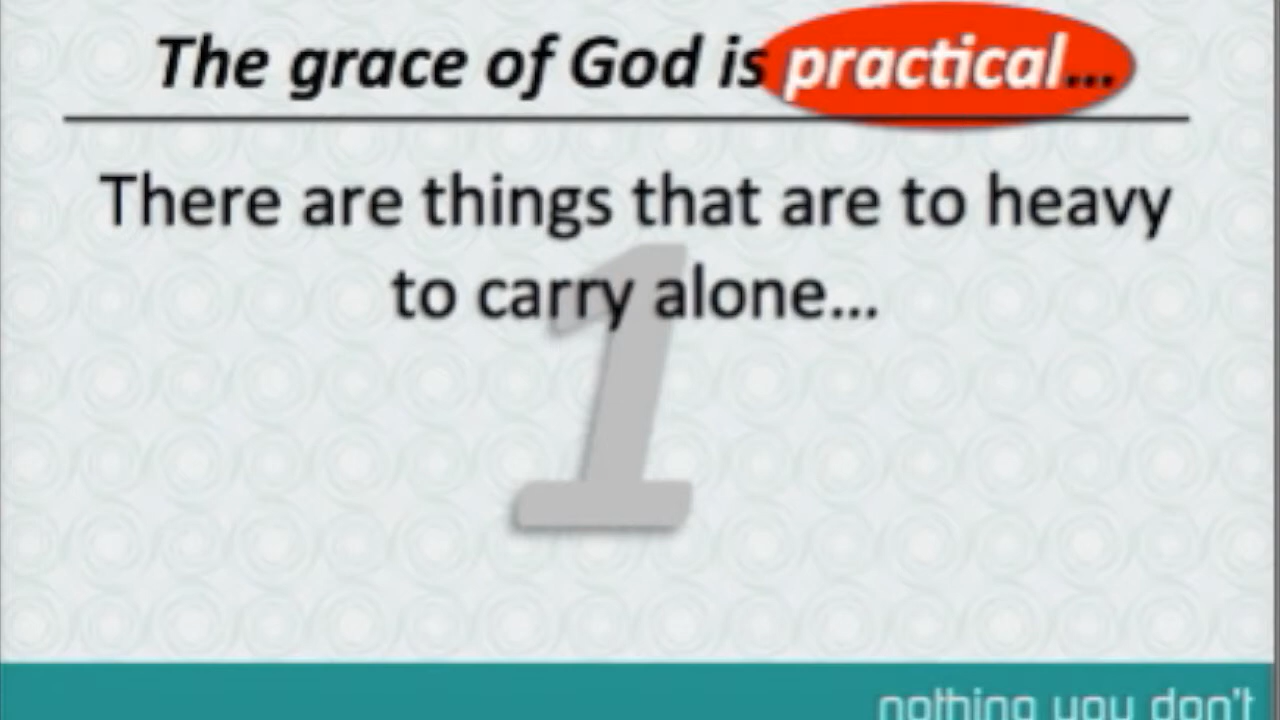 The grace of God is practical...
There are things that are to heavy
to carry alone...
1
nothing you don't